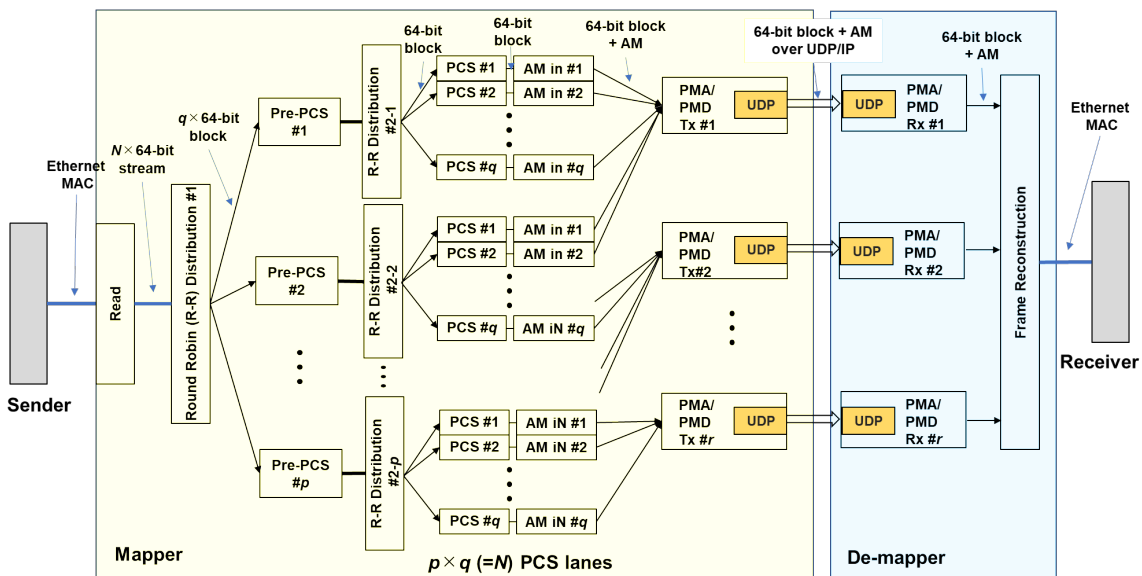 Sender
Ethernet
MAC
Read
N×64-bit
stream
Round Robin (R-R) Distribution #1
q×64-bit
block
Pre-PCS
#1
Pre-PCS
#2
Pre-PCS
#p
R-R Distribution
#2-1
R-R Distribution
#2-2
R-R Distribution
#2-p
64-bit
block
64-bit
block
64-bit block
+ AM
PCS #1
AM in #1
PCS #2
AM in #2
PCS #q
AM in #q
PCS #1
AM in #1
PCS #2
AM in #2
PCS #q
AM iN #q
PCS #1
AM iN #1
PCS #2
AM iN #2
PCS #q
AM iN #q
PMA/
PMD
Tx #1
UDP
PMA/
PMD
Tx#2
UDP
PMA/
PMD
Tx #r
UDP
Mapper
p×q (=N) PCS lanes
64-bit block + AM
over UDP/IP
UDP
PMA/
PMD
Rx #1
UDP
PMA/
PMD
Rx #2
UDP
PMA/
PMD
Rx #r
64-bit block
+ AM
Frame Reconstruction
De-mapper
Ethernet
MAC
Receiver